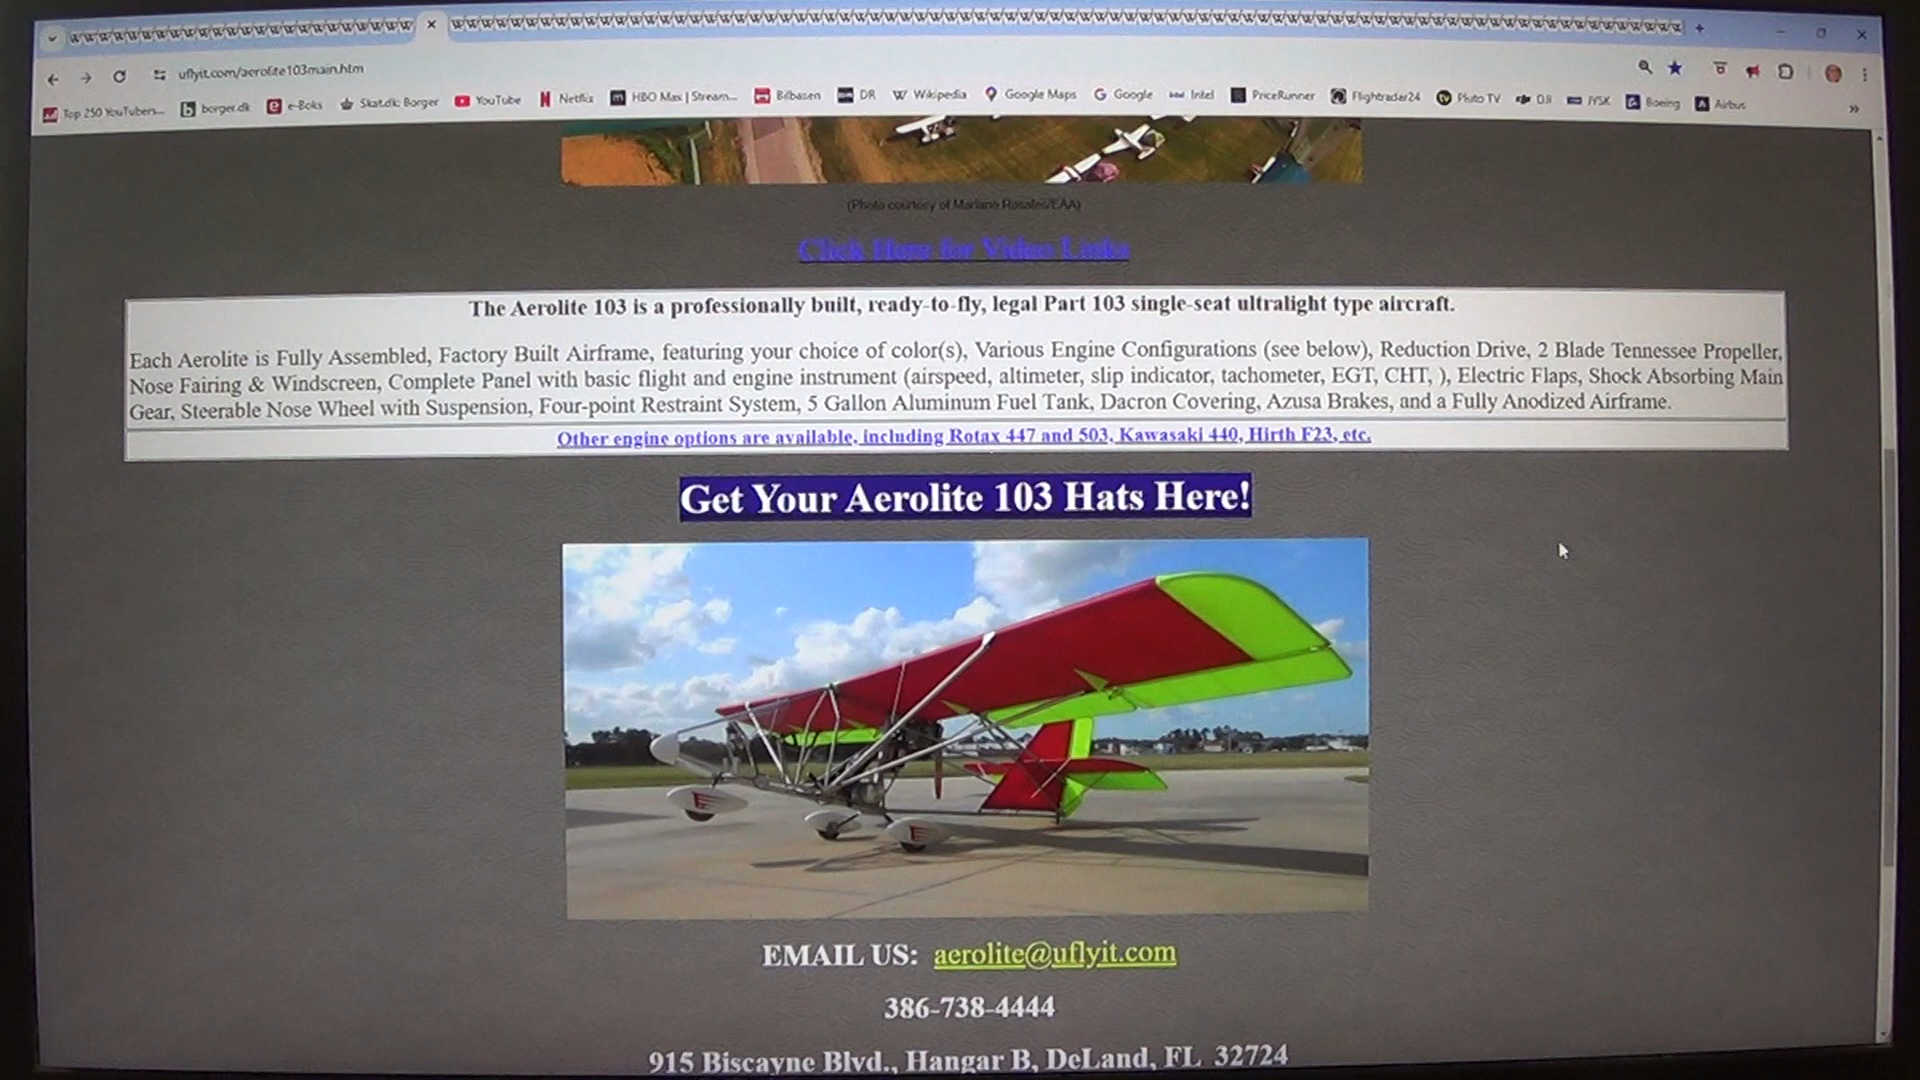 uflyit.com/aerolite103main.htm
Top 250 YouTubers... borger.dk e-Boks Skat.dk: Borger YouTube Netflix HBO Max | Stream... Bilbasen DR Wikipedia Google Maps Google Intel PriceRunner Flightradar24 Pluto TV DJI JYSK Boeing Airbus
(Photo courtesy of Mariano Rosales/EAA)
Click Here for Video Links
The Aerolite 103 is a professionally built, ready-to-fly, legal Part 103 single-seat ultralight type aircraft.
Each Aerolite is Fully Assembled, Factory Built Airframe, featuring your choice of color(s), Various Engine Configurations (see below), Reduction Drive, 2 Blade Tennessee Propeller,
Nose Fairing & Windscreen, Complete Panel with basic flight and engine instrument (airspeed, altimeter, slip indicator, tachometer, EGT, CHT, ), Electric Flaps, Shock Absorbing Main
Gear, Steerable Nose Wheel with Suspension, Four-point Restraint System, 5 Gallon Aluminum Fuel Tank, Dacron Covering, Azusa Brakes, and a Fully Anodized Airframe.
Other engine options are available, including Rotax 447 and 503, Kawasaki 440, Hirth F23, etc.
Get Your Aerolite 103 Hats Here!
EMAIL US: aerolite@uflyit.com
386-738-4444
915 Biscayne Blvd., Hangar B, DeLand, FL 32724